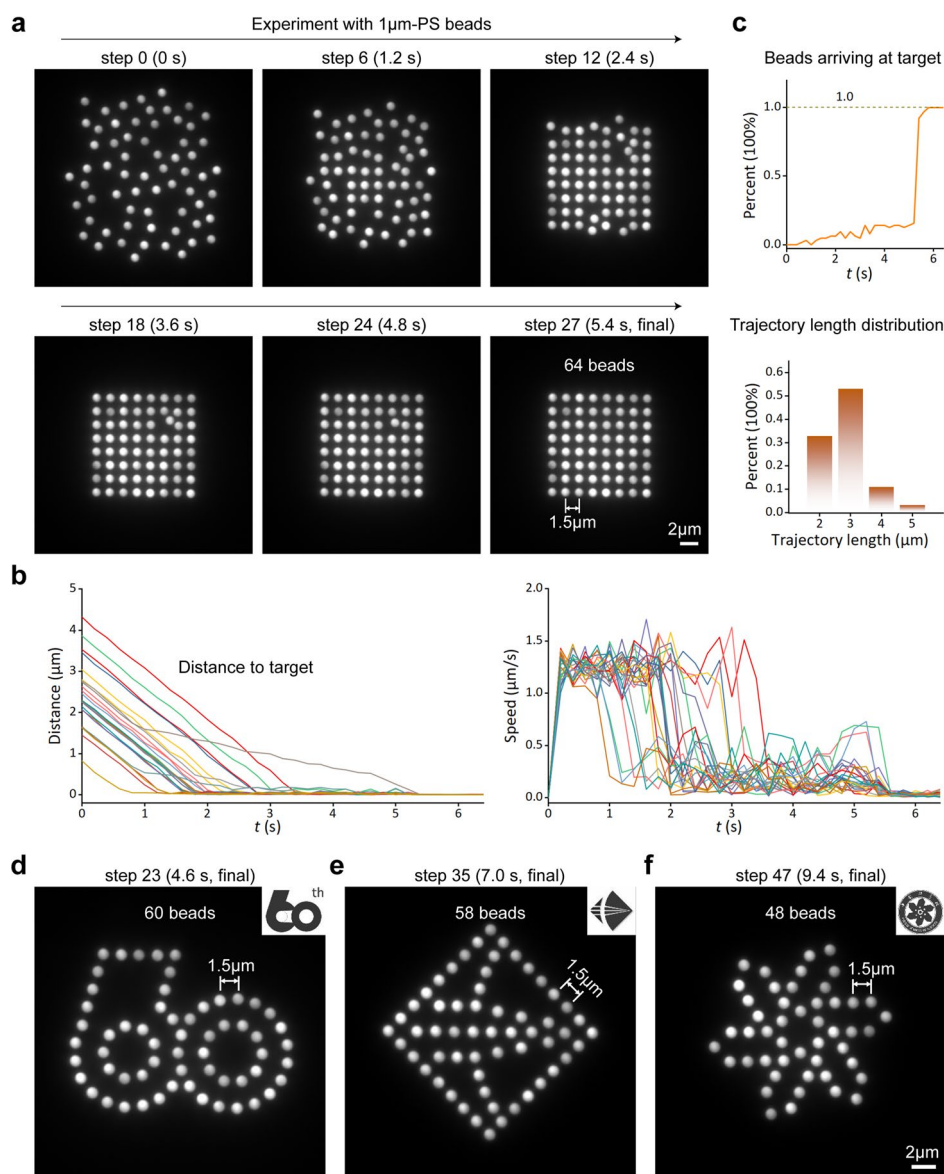 a
Experiment with 1μm-PS beads
step 0 (0 s)
step 6 (1.2 s)
step 12 (2.4 s)
step 18 (3.6 s)
step 24 (4.8 s)
step 27 (5.4 s, final)
64 beads
1.5μm
2μm
c
Beads arriving at target
1.0
Percent (100%)
1.0
0.5
0.0
0 2 4 6
t (s)
Trajectory length distribution
Percent (100%)
0.6
0.5
0.4
0.3
0.2
0.1
0.0
2 3 4 5
Trajectory length (μm)
b
Distance to target
Distance (μm)
5
4
3
2
1
0
0 1 2 3 4 5 6
t (s)
Speed (μm/s)
2.0
1.5
1.0
0.5
0.0
0 1 2 3 4 5 6
t (s)
d
step 23 (4.6 s, final)
60 beads
60th
1.5μm
e
step 35 (7.0 s, final)
58 beads
1.5μm
f
step 47 (9.4 s, final)
48 beads
1.5μm
2μm